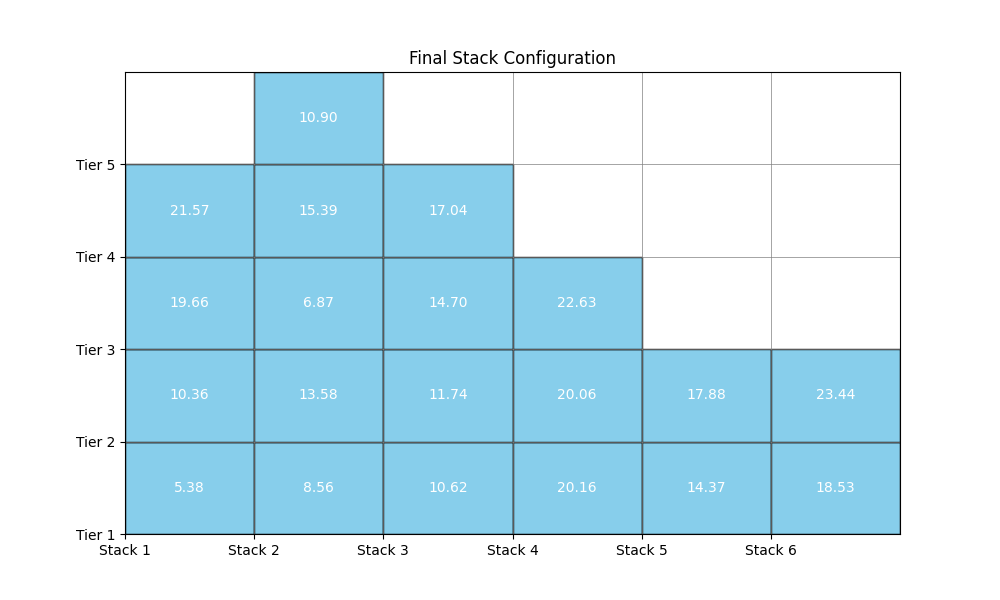 Final Stack Configuration
10.90
Tier 5
21.57 15.39 17.04
Tier 4
19.66 6.87 14.70 22.63
Tier 3
10.36 13.58 11.74 20.06 17.88 23.44
Tier 2
5.38 8.56 10.62 20.16 14.37 18.53
Tier 1
Stack 1 Stack 2 Stack 3 Stack 4 Stack 5 Stack 6